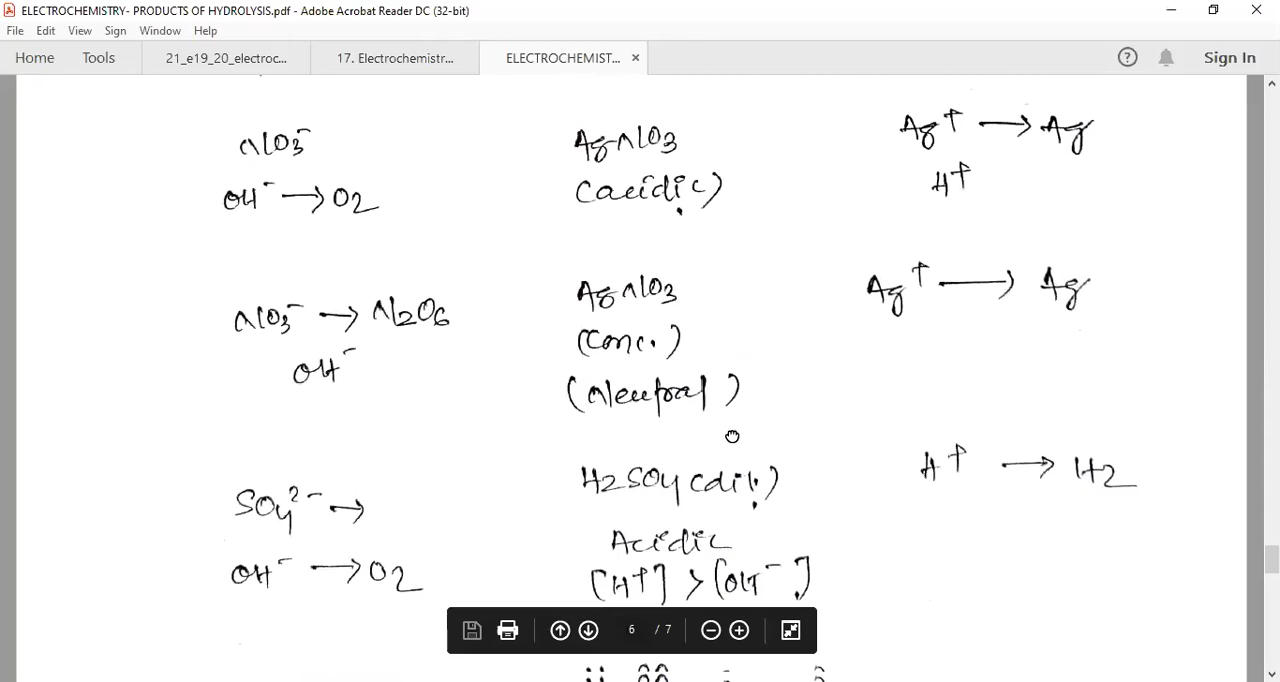 ELECTROCHEMISTRY- PRODUCTS OF HYDROLYSIS.pdf - Adobe Acrobat Reader DC (32-bit)
File Edit View Sign Window Help
Home Tools 21_e19_20_electroc... 17. Electrochemistr... ELECTROCHEMIST... × Sign In
NO3⁻ AgNO3 Ag⁺ → Ag
OH⁻ → O2 (acidic) H⁺
NO3⁻ → N2O6 AgNO3 Ag⁺ → Ag
OH⁻ (Conc.)
(Neutral)
SO4²⁻ → H2SO4 (dil.) H⁺ → H2
OH⁻ → O2 Acidic
[H⁺] > [OH⁻]
6 / 7